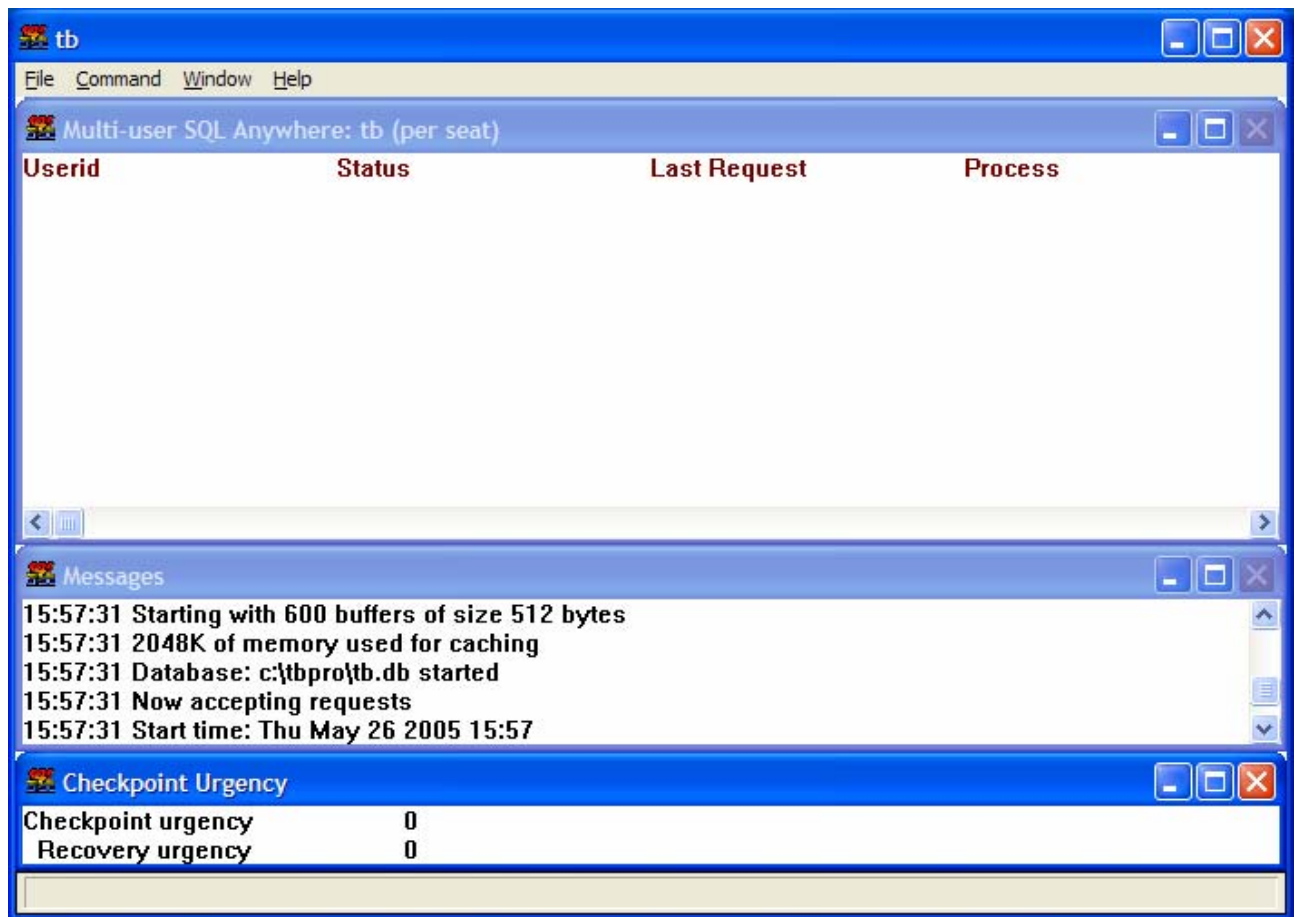 tb
File Command Window Help
Multi-user SQL Anywhere: tb (per seat)
Userid Status Last Request Process
Messages
15:57:31 Starting with 600 buffers of size 512 bytes
15:57:31 2048K of memory used for caching
15:57:31 Database: c:\tbpro\tb.db started
15:57:31 Now accepting requests
15:57:31 Start time: Thu May 26 2005 15:57
Checkpoint Urgency
Checkpoint urgency 0
Recovery urgency 0